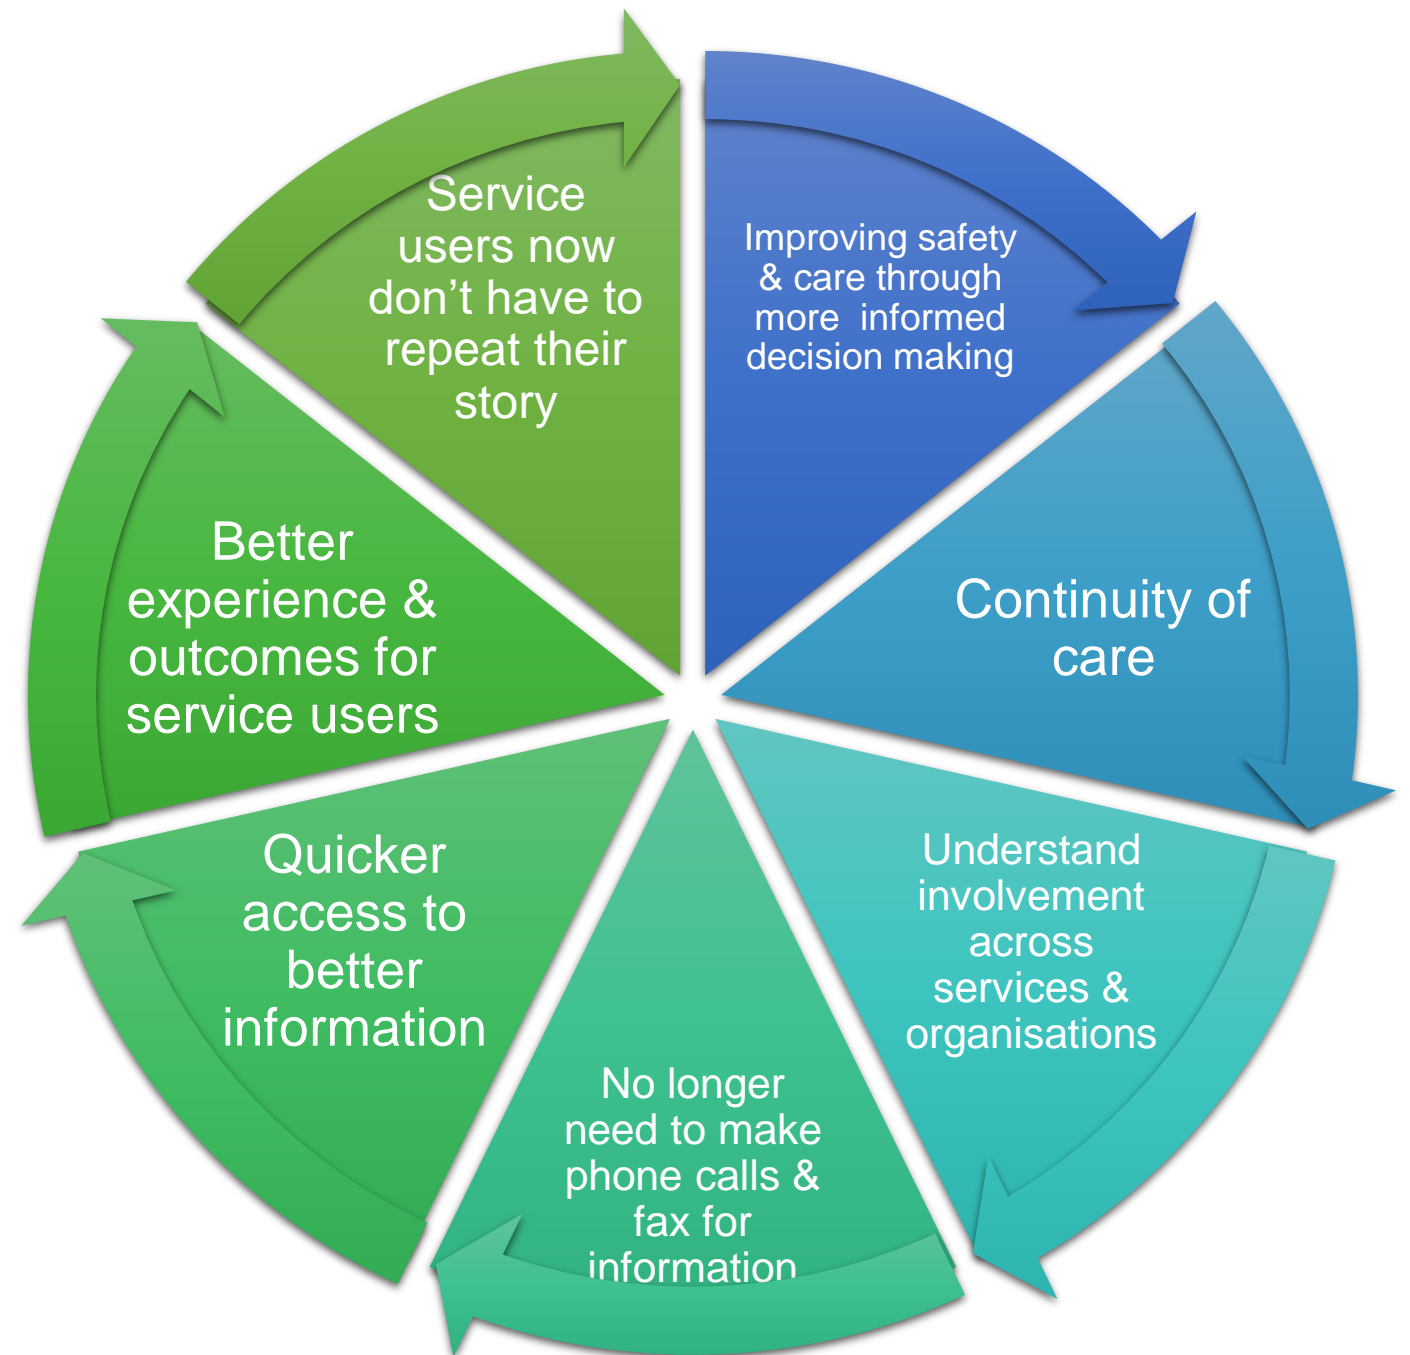 Improving safety
& care through
more  informed
decision making
Continuity of
care
Understand
involvement
across
services &
organisations
No longer
need to make
phone calls &
fax for
information
Quicker
access to
better
information
Better
experience &
outcomes for
service users
Service
users now
don’t have to
repeat their
story